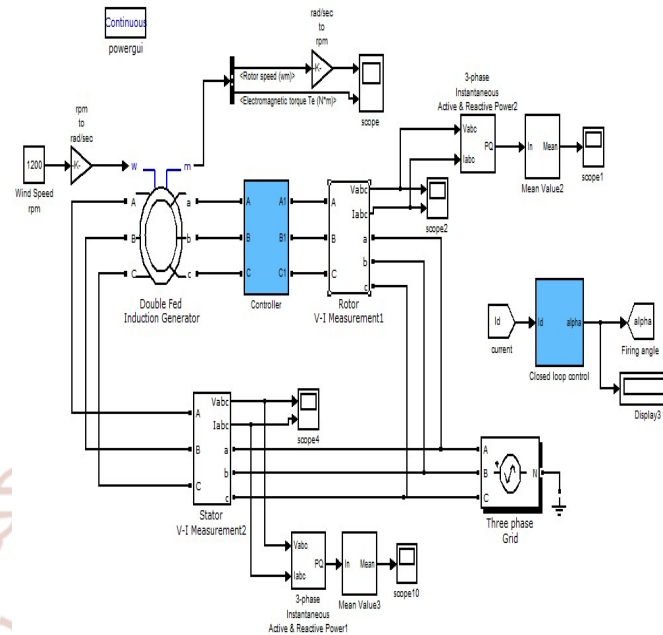 Continuous
powergui
rad/sec
to
rpm
-K-
<Rotor speed (wm)>
<Electromagnetic torque Te (N*m)>
scope
3-phase
Instantaneous
Active & Reactive Power2
Vabc
Iabc
PQ
In
Mean
Mean Value2
scope1
rpm
to
rad/sec
1200
-K-
Wind Speed
rpm
w
m
A
B
C
a
b
c
Double Fed
Induction Generator
A
B
C
A1
B1
C1
Controller
A
B
C
Vabc
Iabc
a
b
c
Rotor
V-I Measurement1
scope2
Id
current
Id
alpha
Closed loop control
alpha
Firing angle
Display3
A
B
C
Vabc
Iabc
a
b
c
Stator
V-I Measurement2
scope4
A
B
C
N
Three phase
Grid
Vabc
Iabc
PQ
3-phase
Instantaneous
Active & Reactive Power1
In
Mean
Mean Value3
scope10